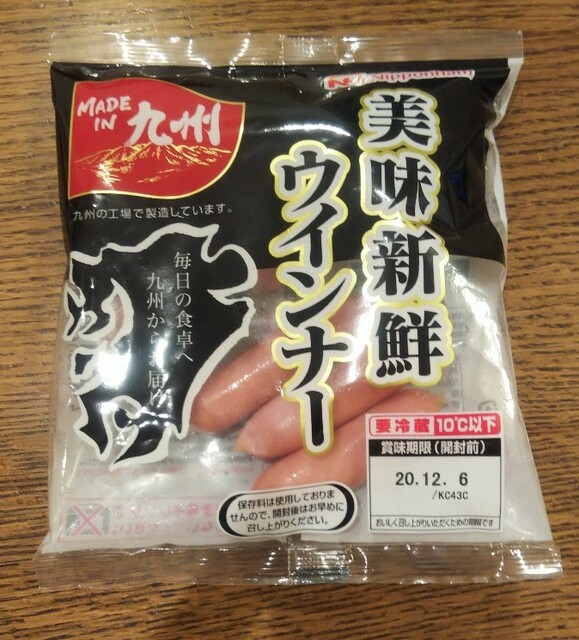 Nipponham
MADE
IN 九州
九州の工場で製造しています。
美味新鮮
ウインナー
毎日の食卓へ
九州からお届け
要冷蔵 10℃以下
賞味期限(開封前)
20.12. 6
/KC43C
おいしく召し上がりいただくための期限です
保存料は使用しておりま
せんので、開封後はお早めに
召し上がりください。